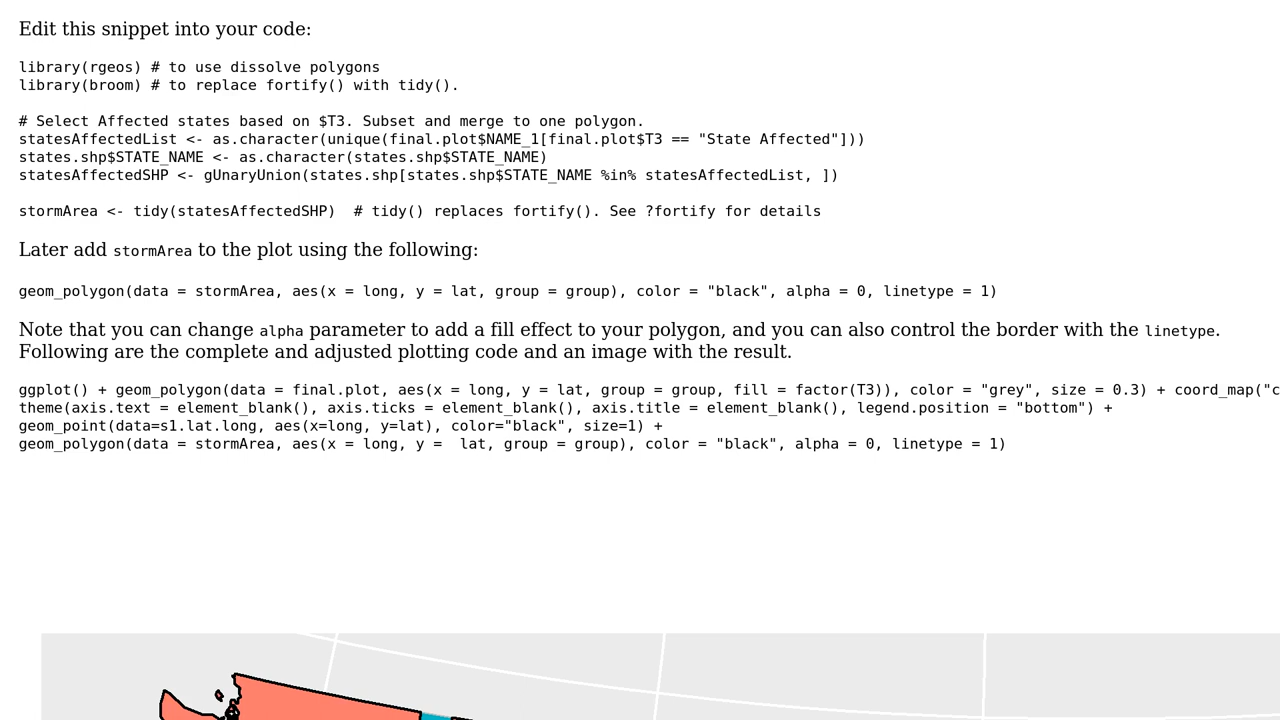 Edit this snippet into your code:
library(rgeos) # to use dissolve polygons
library(broom) # to replace fortify() with tidy().
# Select Affected states based on $T3. Subset and merge to one polygon.
statesAffectedList <- as.character(unique(final.plot$NAME_1[final.plot$T3 == "State Affected"]))
states.shp$STATE_NAME <- as.character(states.shp$STATE_NAME)
statesAffectedSHP <- gUnaryUnion(states.shp[states.shp$STATE_NAME %in% statesAffectedList, ])
stormArea <- tidy(statesAffectedSHP)  # tidy() replaces fortify(). See ?fortify for details
Later add stormArea to the plot using the following:
geom_polygon(data = stormArea, aes(x = long, y = lat, group = group), color = "black", alpha = 0, linetype = 1)
Note that you can change alpha parameter to add a fill effect to your polygon, and you can also control the border with the linetype.
Following are the complete and adjusted plotting code and an image with the result.
ggplot() + geom_polygon(data = final.plot, aes(x = long, y = lat, group = group, fill = factor(T3)), color = "grey", size = 0.3) + coord_map("c
theme(axis.text = element_blank(), axis.ticks = element_blank(), axis.title = element_blank(), legend.position = "bottom") +
geom_point(data=s1.lat.long, aes(x=long, y=lat), color="black", size=1) +
geom_polygon(data = stormArea, aes(x = long, y =  lat, group = group), color = "black", alpha = 0, linetype = 1)